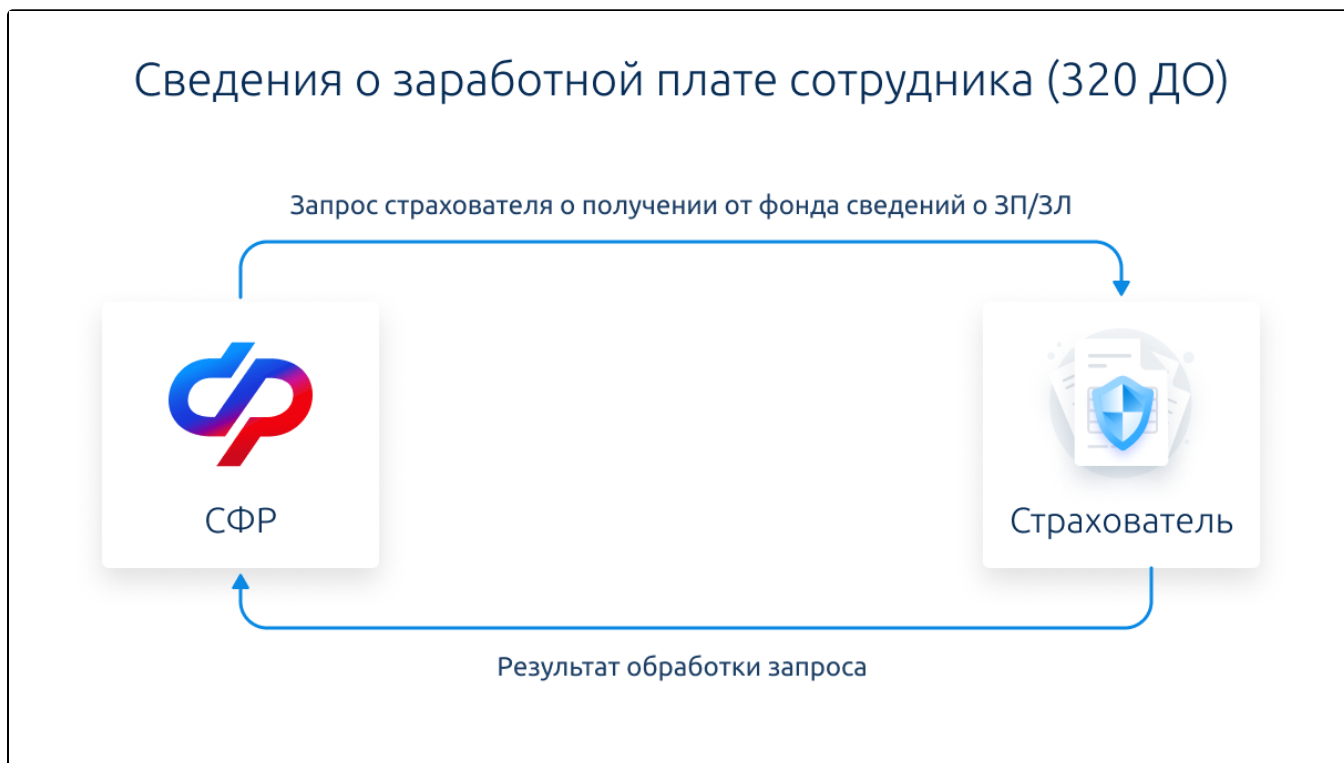 Сведения о заработной плате сотрудника (320 ДО)
Запрос страхователя о получении от фонда сведений о ЗП/ЗЛ
СФР
Страхователь
Результат обработки запроса